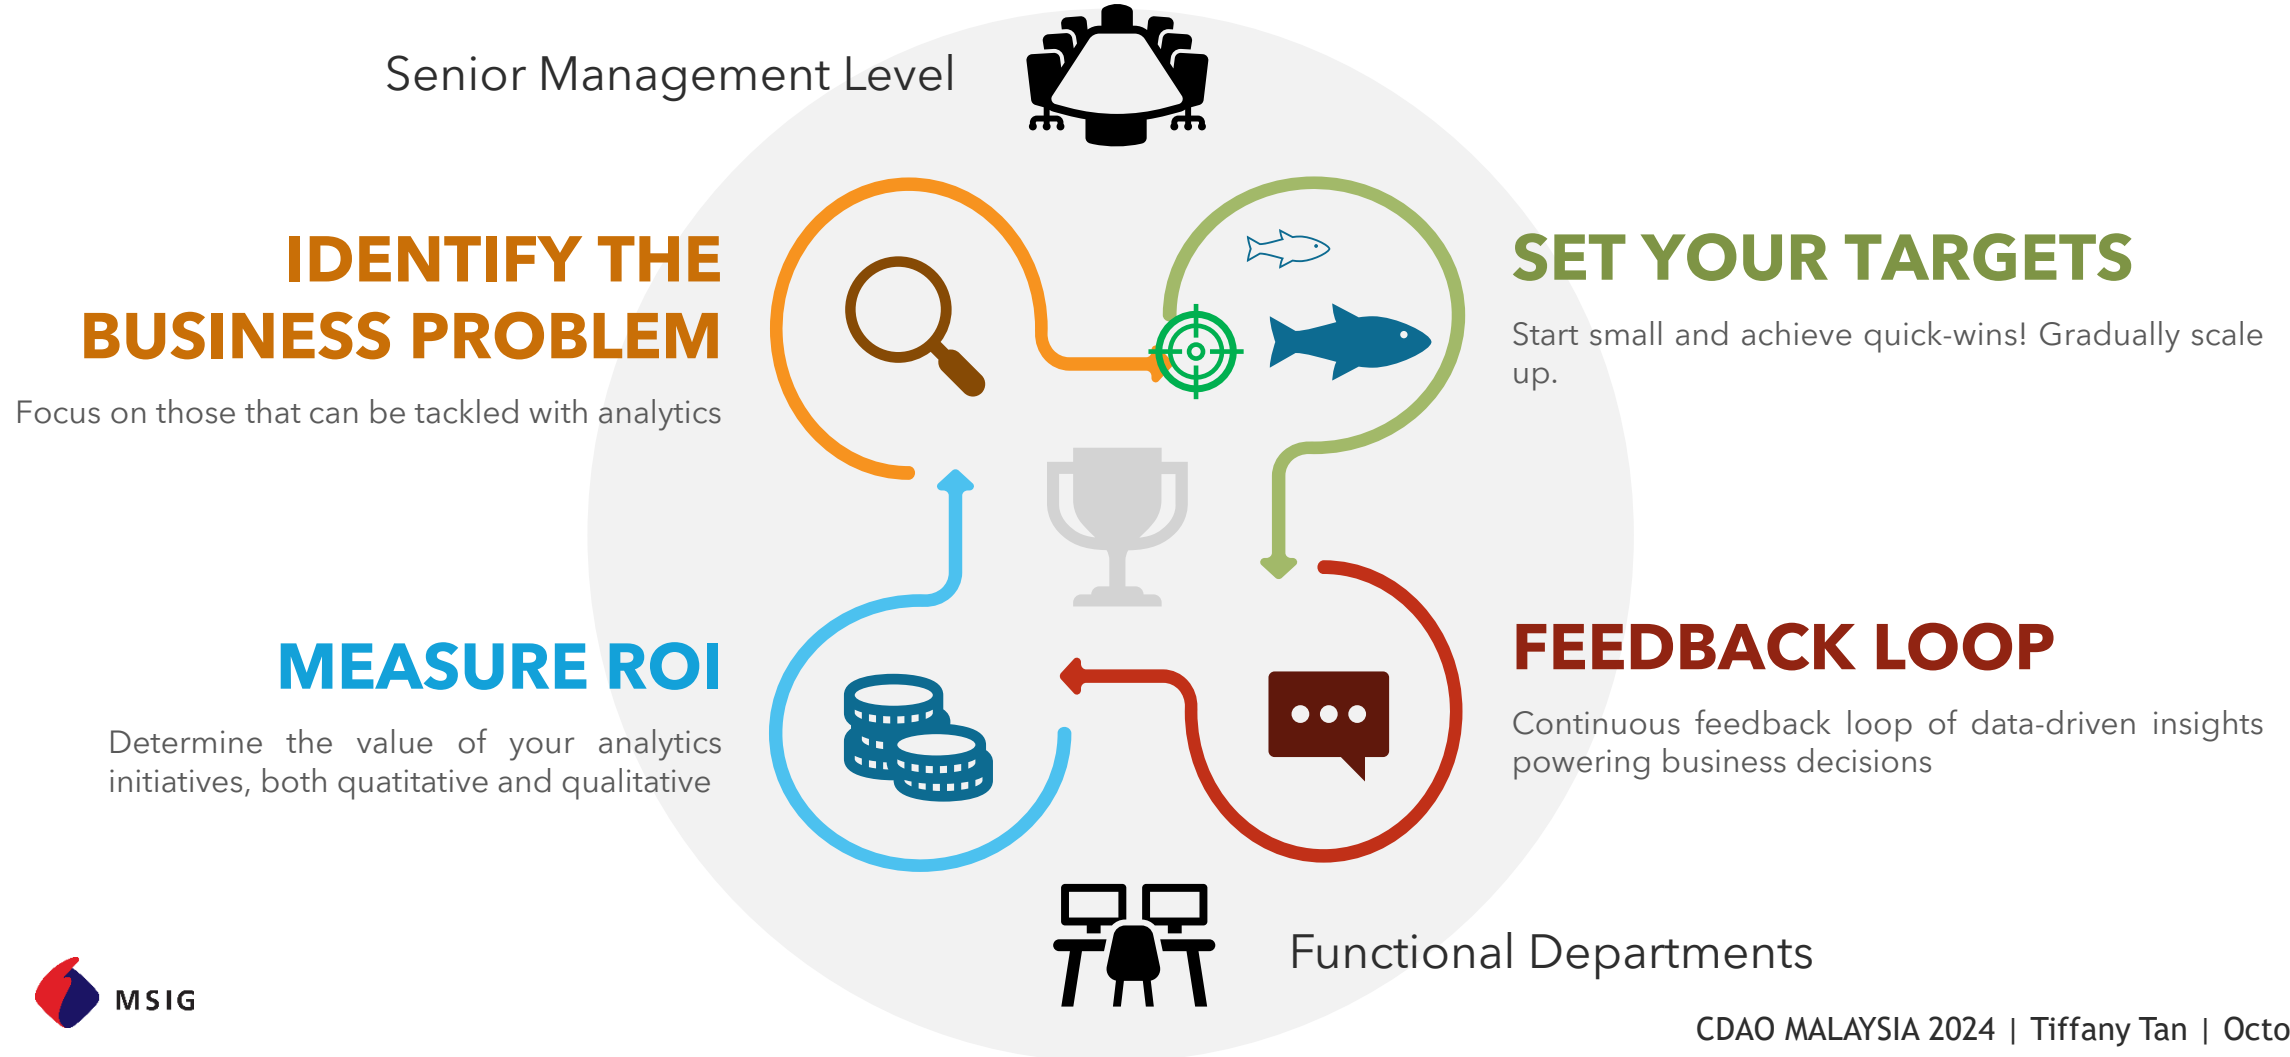 Senior Management Level
IDENTIFY THE
BUSINESS PROBLEM
Focus on those that can be tackled with analytics
SET YOUR TARGETS
Start small and achieve quick-wins! Gradually scale
up.
MEASURE ROI
Determine the value of your analytics
initiatives, both quatitative and qualitative
FEEDBACK LOOP
Continuous feedback loop of data-driven insights
powering business decisions
Functional Departments
MSIG
CDAO MALAYSIA 2024 | Tiffany Tan | Octo